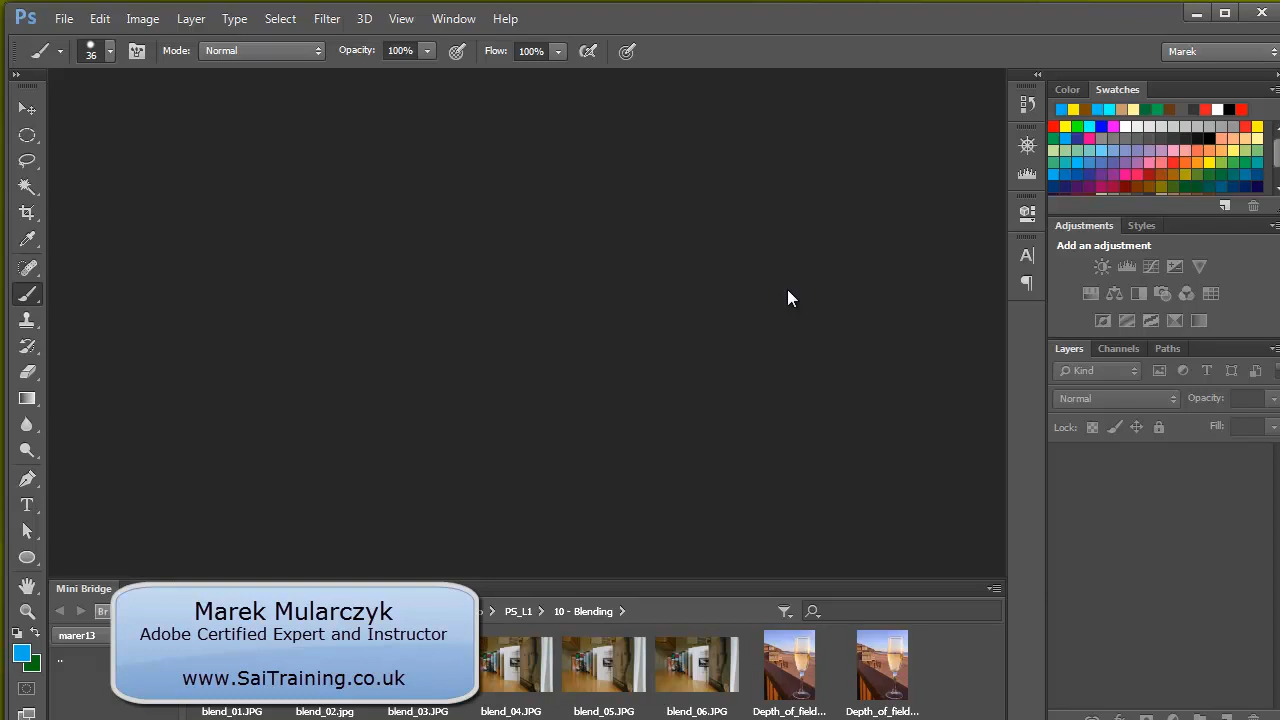 Ps File Edit Image Layer Type Select Filter 3D View Window Help
36 Mode: Normal Opacity: 100% Flow: 100% Marek
Color Swatches
Adjustments Styles
Add an adjustment
Layers Channels Paths
Kind
Normal Opacity:
Lock: Fill:
Mini Bridge
PS_L1 10 - Blending
marer13
..
Marek Mularczyk
Adobe Certified Expert and Instructor
www.SaiTraining.co.uk
blend_01.JPG blend_02.jpg blend_03.JPG blend_04.JPG blend_05.JPG blend_06.JPG Depth_of_field... Depth_of_field...